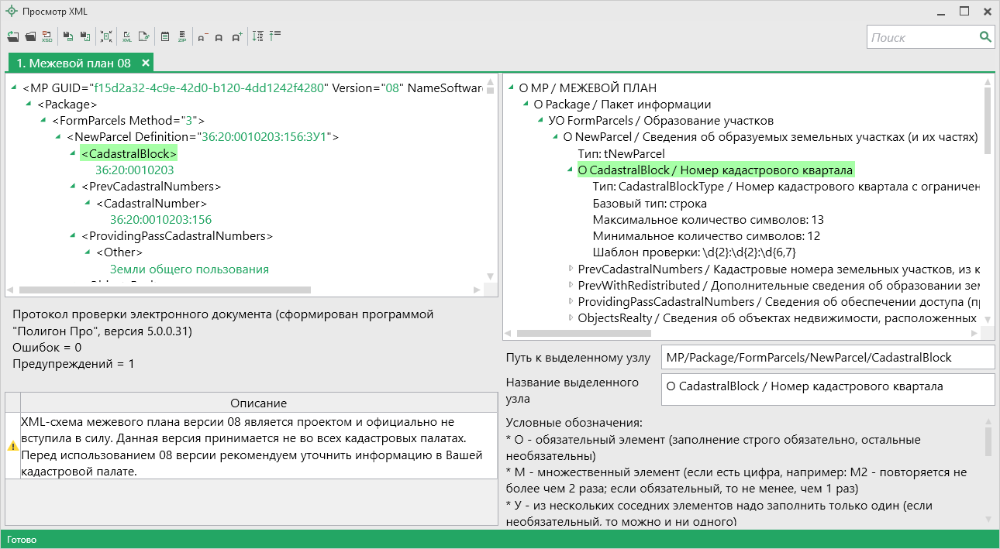 Просмотр XML
XSD
XML
ZIP
Поиск
1. Межевой план 08
<MP GUID="f15d2a32-4c9e-42d0-b120-4dd1242f4280" Version="08" NameSoftware
<Package>
<FormParcels Method="3">
<NewParcel Definition="36:20:0010203:156:ЗУ1">
<CadastralBlock>
36:20:0010203
<PrevCadastralNumbers>
<CadastralNumber>
36:20:0010203:156
<ProvidingPassCadastralNumbers>
<Other>
Земли общего пользования
О MP / МЕЖЕВОЙ ПЛАН
О Package / Пакет информации
УО FormParcels / Образование участков
О NewParcel / Сведения об образуемых земельных участках (и их частях)
Тип: tNewParcel
О CadastralBlock / Номер кадастрового квартала
Тип: CadastralBlockType / Номер кадастрового квартала с ограничен
Базовый тип: строка
Максимальное количество символов: 13
Минимальное количество символов: 12
Шаблон проверки: \d{2}:\d{2}:\d{6,7}
PrevCadastralNumbers / Кадастровые номера земельных участков, из к
PrevWithRedistributed / Дополнительные сведения об образовании зем
ProvidingPassCadastralNumbers / Сведения об обеспечении доступа (пр
ObjectsRealty / Сведения об объектах недвижимости, расположенных
Протокол проверки электронного документа (сформирован программой
"Полигон Про", версия 5.0.0.31)
Ошибок = 0
Предупреждений = 1
Описание
XML-схема межевого плана версии 08 является проектом и официально не
вступила в силу. Данная версия принимается не во всех кадастровых палатах.
Перед использованием 08 версии рекомендуем уточнить информацию в Вашей
кадастровой палате.
Путь к выделенному узлу
MP/Package/FormParcels/NewParcel/CadastralBlock
Название выделенного
узла
О CadastralBlock / Номер кадастрового квартала
Условные обозначения:
* О - обязательный элемент (заполнение строго обязательно, остальные
необязательны)
* М - множественный элемент (если есть цифра, например: М2 - повторяется не
более чем 2 раза; если обязательный, то не менее, чем 1 раз)
* У - из нескольких соседних элементов надо заполнить только один (если
необязательный, то можно и ни одного)
Готово